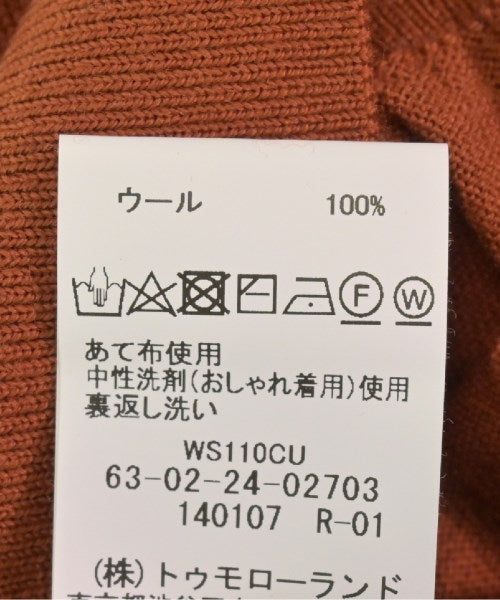 ウール 100%
F W
あて布使用
中性洗剤(おしゃれ着用)使用
裏返し洗い
WS110CU
63-02-24-02703
140107 R-01
(株)トゥモローランド